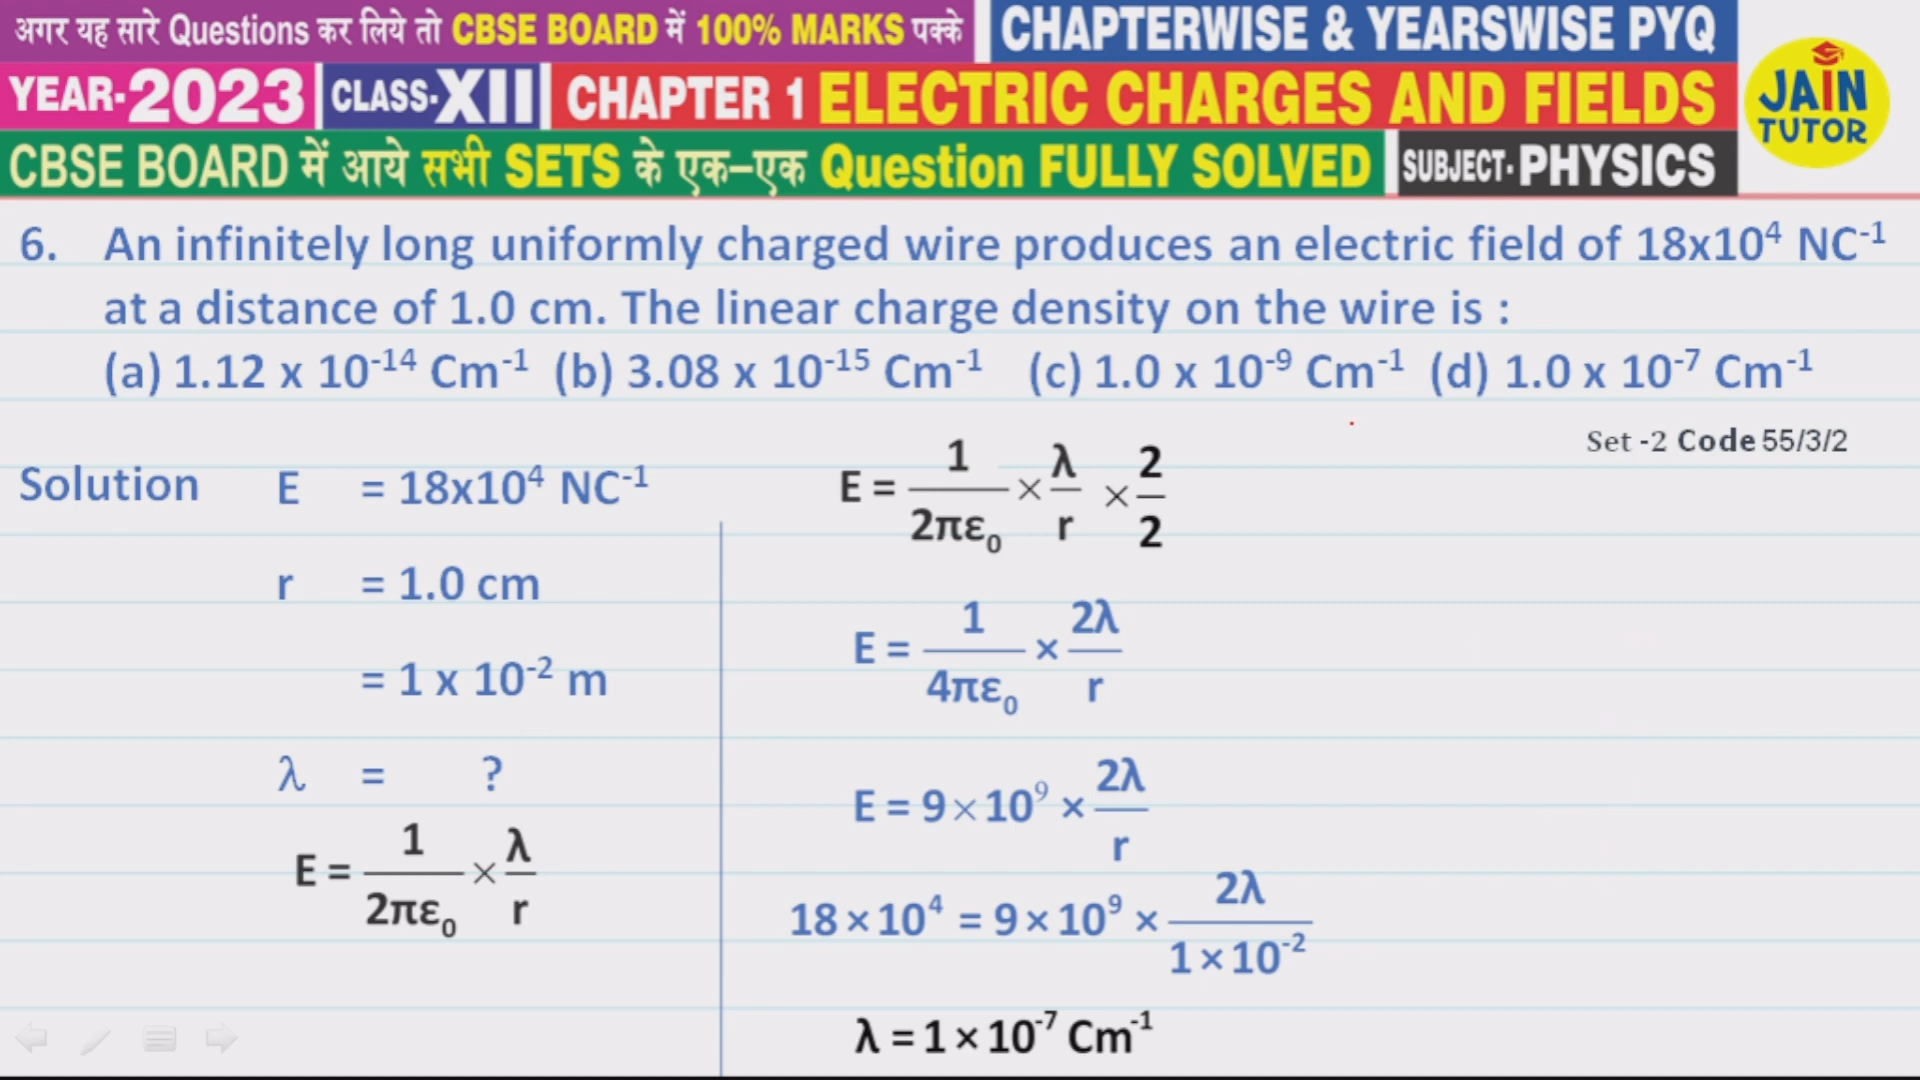 अगर यह सारे Questions कर लिये तो CBSE BOARD में 100% MARKS पक्के
CHAPTERWISE & YEARSWISE PYQ
YEAR-2023 CLASS-XII CHAPTER 1 ELECTRIC CHARGES AND FIELDS
JAIN TUTOR
CBSE BOARD में आये सभी SETS के एक–एक Question FULLY SOLVED SUBJECT-PHYSICS
6. An infinitely long uniformly charged wire produces an electric field of 18x10⁴ NC⁻¹
at a distance of 1.0 cm. The linear charge density on the wire is :
(a) 1.12 x 10⁻¹⁴ Cm⁻¹ (b) 3.08 x 10⁻¹⁵ Cm⁻¹ (c) 1.0 x 10⁻⁹ Cm⁻¹ (d) 1.0 x 10⁻⁷ Cm⁻¹
Set -2 Code 55/3/2
Solution E = 18x10⁴ NC⁻¹
r = 1.0 cm
= 1 x 10⁻² m
λ = ?
E = 1/2πε₀ × λ/r
E = 1/2πε₀ × λ/r × 2/2
E = 1/4πε₀ × 2λ/r
E = 9×10⁹ × 2λ/r
18×10⁴ = 9×10⁹ × 2λ/1×10⁻²
λ = 1×10⁻⁷ Cm⁻¹